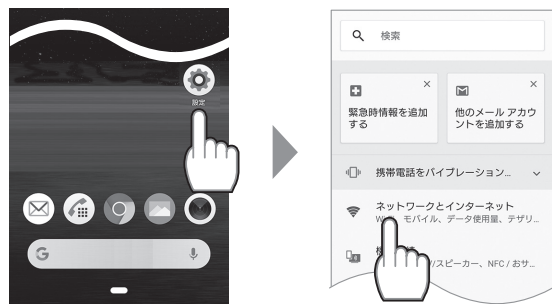 設定
検索
緊急時情報を追加
する
他のメール アカウ
ントを追加する
携帯電話をバイブレーション...
ネットワークとインターネット
モバイル、データ使用量、テザリ...
スピーカー、NFC / おサ...